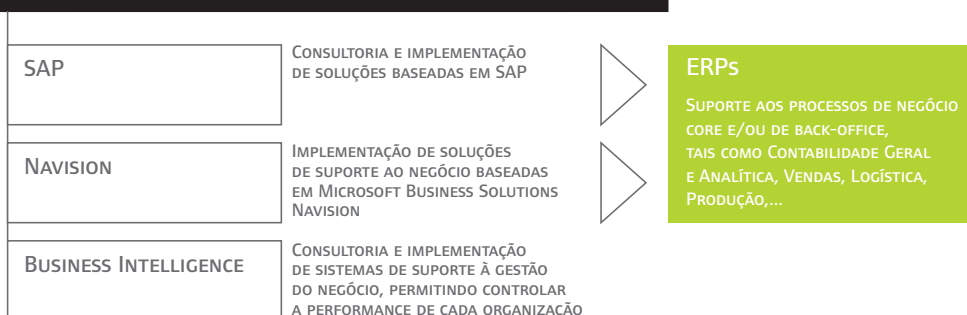 SAP
Consultoria e implementação
de soluções baseadas em SAP
ERPs
Suporte aos processos de negócio
core e/ou de back-office,
tais como Contabilidade Geral
e Analítica, Vendas, Logística,
Produção,...
Navision
Implementação de soluções
de suporte ao negócio baseadas
em Microsoft Business Solutions
Navision
Business Intelligence
Consultoria e implementação
de sistemas de suporte à gestão
do negócio, permitindo controlar
a performance de cada organização